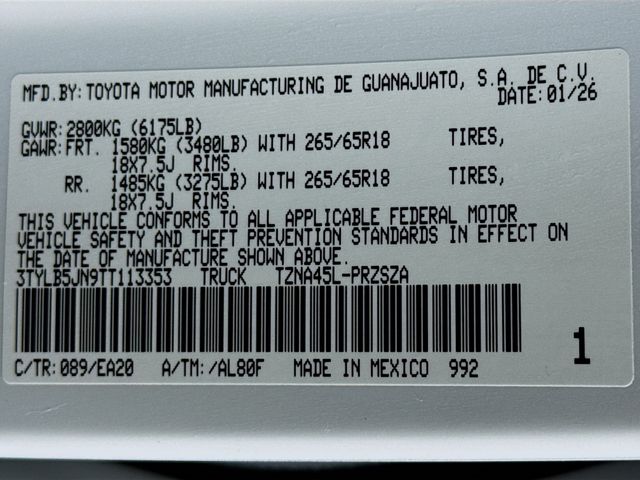 MFD.BY:TOYOTA MOTOR MANUFACTURING DE GUANAJUATO, S.A. DE C.V.
DATE:01/26
GVWR:2800KG (6175LB)
GAWR:FRT. 1580KG (3480LB) WITH 265/65R18 TIRES,
18X7.5J RIMS.
RR. 1485KG (3275LB) WITH 265/65R18 TIRES,
18X7.5J RIMS.
THIS VEHICLE CONFORMS TO ALL APPLICABLE FEDERAL MOTOR
VEHICLE SAFETY AND THEFT PREVENTION STANDARDS IN EFFECT ON
THE DATE OF MANUFACTURE SHOWN ABOVE.
3TYLB5JN9TT113353 TRUCK TZNA45L-PRZSZA
1
C/TR:089/EA20 A/TM:/AL80F MADE IN MEXICO 992